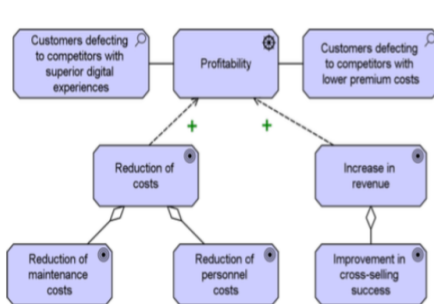 Customers defecting
to competitors with
superior digital
experiences
Profitability
Customers defecting
to competitors with
lower premium costs
+
+
Reduction of
costs
Increase in
revenue
Reduction of
maintenance
costs
Reduction of
personnel
costs
Improvement in
cross-selling
success